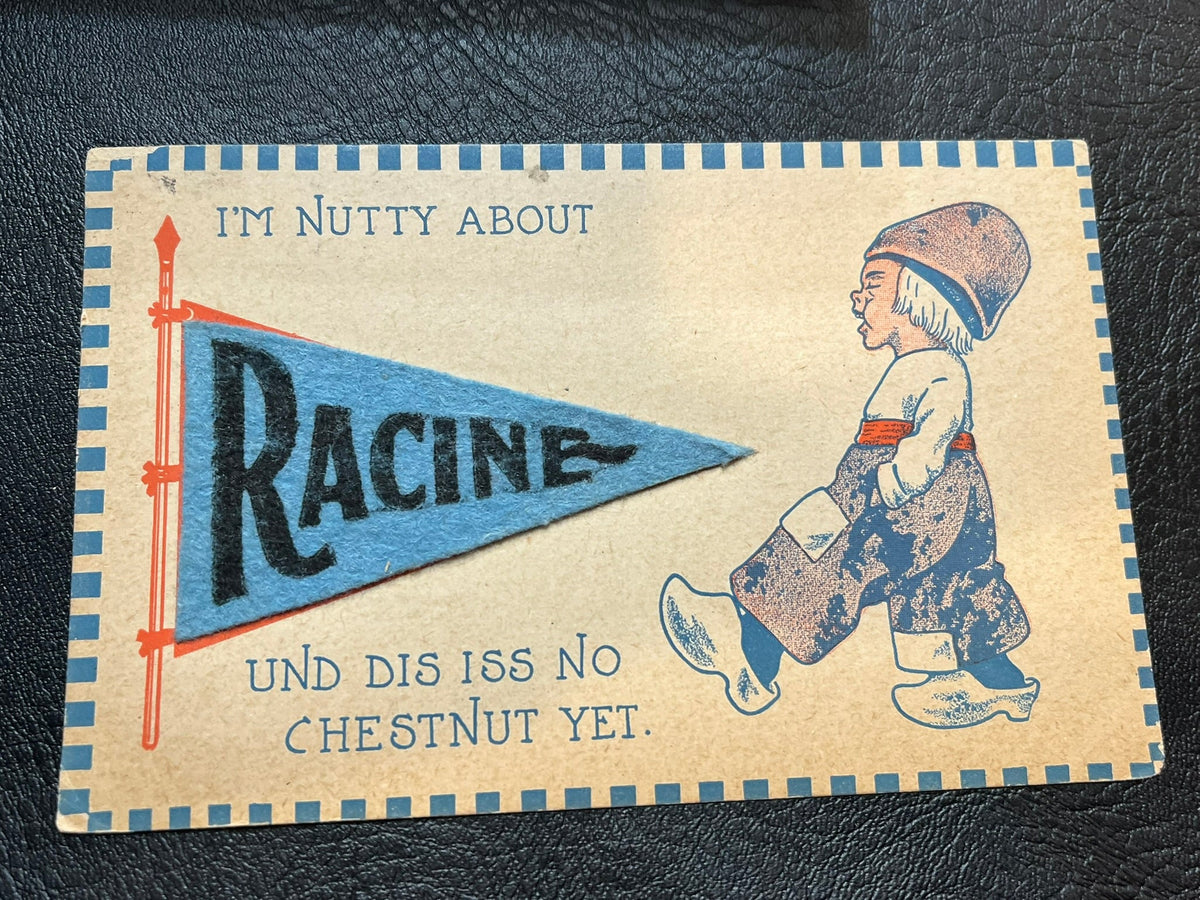 I'M NUTTY ABOUT
RACINE
UND DIS ISS NO
CHESTNUT YET.